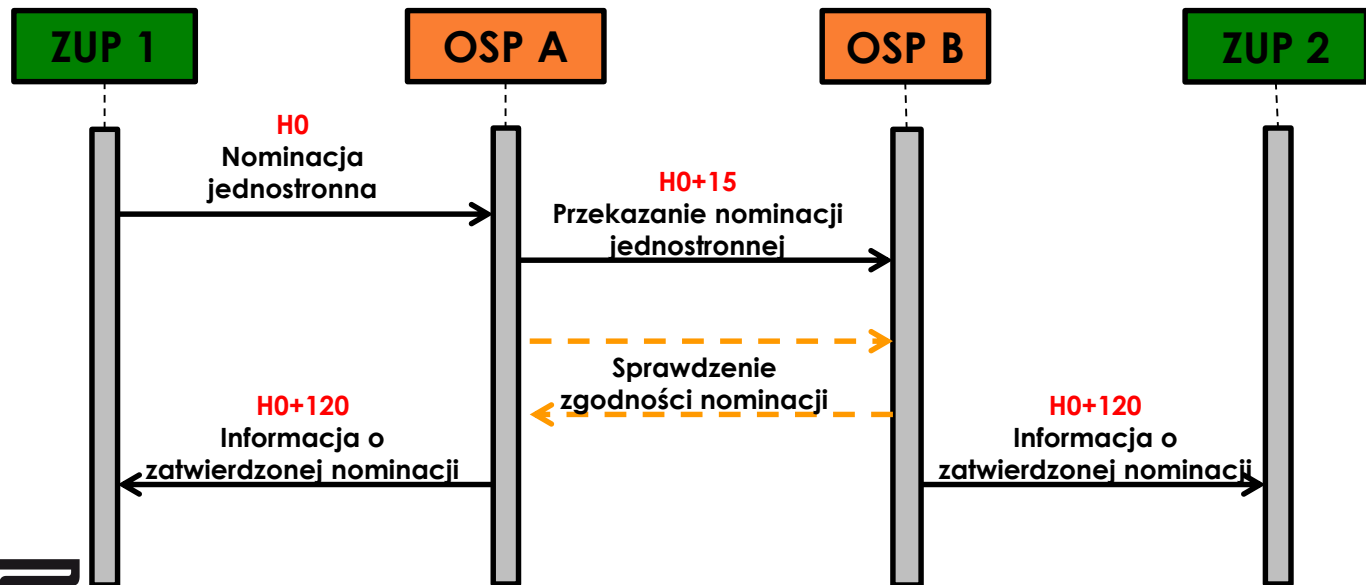 ZUP 1
OSP A
OSP B
ZUP 2
H0
Nominacja
jednostronna
H0+15
Przekazanie nominacji
jednostronnej
Sprawdzenie
zgodności nominacji
H0+120
Informacja o
zatwierdzonej nominacji
H0+120
Informacja o
zatwierdzonej nominacji